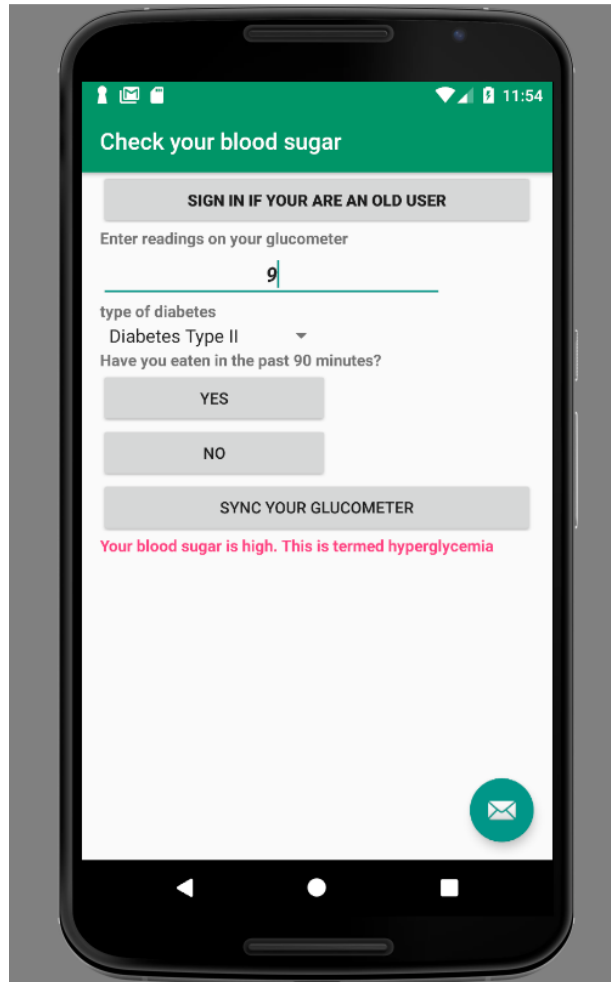 11:54
Check your blood sugar
SIGN IN IF YOUR ARE AN OLD USER
Enter readings on your glucometer
9
type of diabetes
Diabetes Type II
Have you eaten in the past 90 minutes?
YES
NO
SYNC YOUR GLUCOMETER
Your blood sugar is high. This is termed hyperglycemia